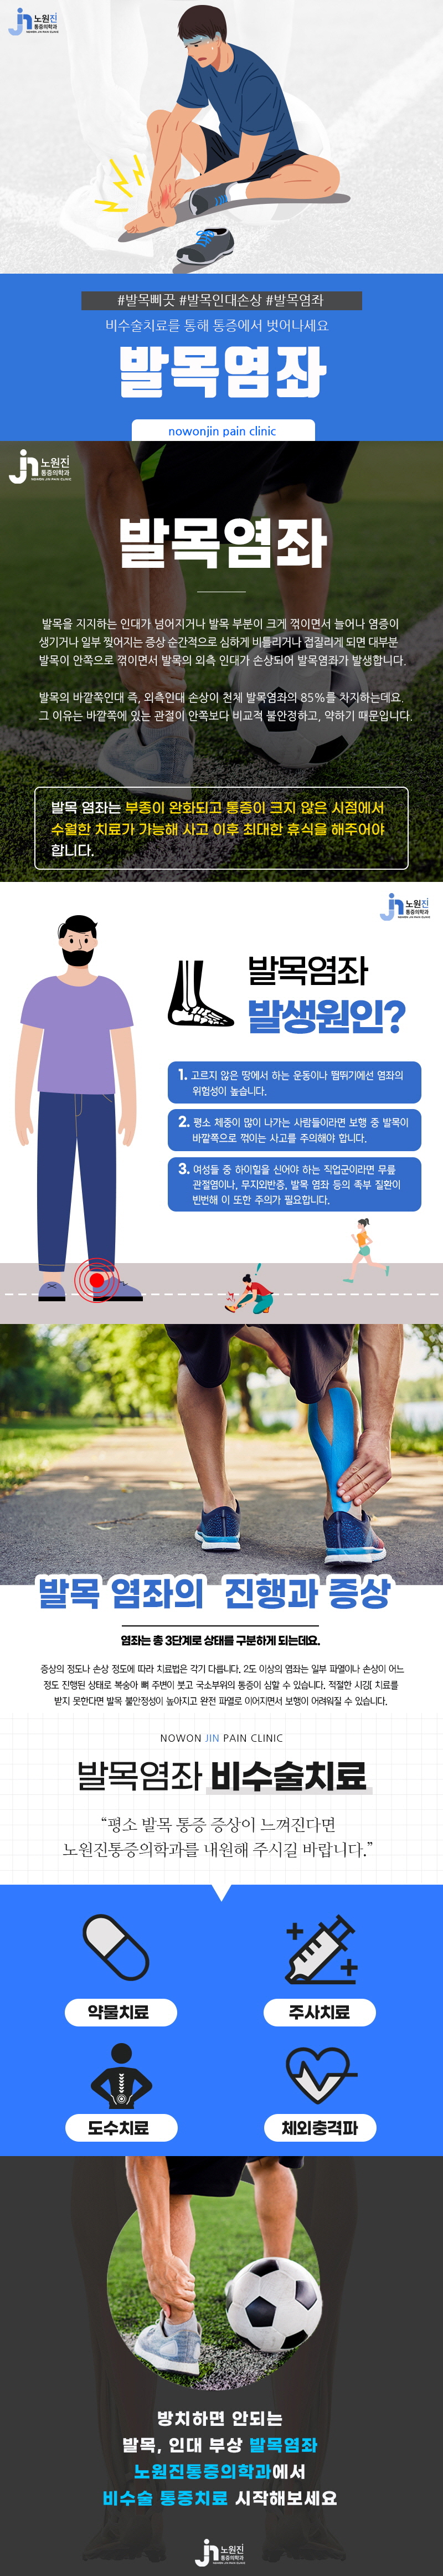 jn 노원진
통증의학과
NOWON JIN PAIN CLINIC
#발목삐끗 #발목인대손상 #발목염좌
비수술치료를 통해 통증에서 벗어나세요
발목염좌
nowonjin pain clinic
jn 노원진
통증의학과
NOWON JIN PAIN CLINIC
발목염좌
발목을 지지하는 인대가 넘어지거나 발목 부분이 크게 꺾이면서 늘어나 염증이
생기거나 일부 찢어지는 증상 순간적으로 심하게 비틀리거나 접질리게 되면 대부분
발목이 안쪽으로 꺾이면서 발목의 외측 인대가 손상되어 발목염좌가 발생합니다.
발목의 바깥쪽인대 즉, 외측인대 손상이 전체 발목염좌의 85%를 차지하는데요.
그 이유는 바깥쪽에 있는 관절이 안쪽보다 비교적 불안정하고, 약하기 때문입니다.
발목 염좌는 부종이 완화되고 통증이 크지 않은 시점에서
수월한 치료가 가능해 사고 이후 최대한 휴식을 해주어야
합니다.
jn 노원진
통증의학과
NOWON JIN PAIN CLINIC
발목염좌
발생원인?
1. 고르지 않은 땅에서 하는 운동이나 뜀뛰기에선 염좌의
위험성이 높습니다.
2. 평소 체중이 많이 나가는 사람들이라면 보행 중 발목이
바깥쪽으로 꺾이는 사고를 주의해야 합니다.
3. 여성들 중 하이힐을 신어야 하는 직업군이라면 무릎
관절염이나, 무지외반증, 발목 염좌 등의 족부 질환이
빈번해 이 또한 주의가 필요합니다.
발목 염좌의 진행과 증상
염좌는 총 3단계로 상태를 구분하게 되는데요.
증상의 정도나 손상 정도에 따라 치료법은 각기 다릅니다. 2도 이상의 염좌는 일부 파열이나 손상이 어느
정도 진행된 상태로 복숭아 뼈 주변이 붓고 국소부위의 통증이 심할 수 있습니다. 적절한 시깅[ 치료를
받지 못한다면 발목 불안정성이 높아지고 완전 파열로 이어지면서 보행이 어려워질 수 있습니다.
NOWON JIN PAIN CLINIC
발목염좌 비수술치료
“평소 발목 통증 증상이 느껴진다면
노원진통증의학과를 내원해 주시길 바랍니다.”
약물치료
주사치료
도수치료
체외충격파
방치하면 안되는
발목, 인대 부상 발목염좌
노원진통증의학과에서
비수술 통증치료 시작해보세요
jn 노원진
통증의학과
NOWON JIN PAIN CLINIC